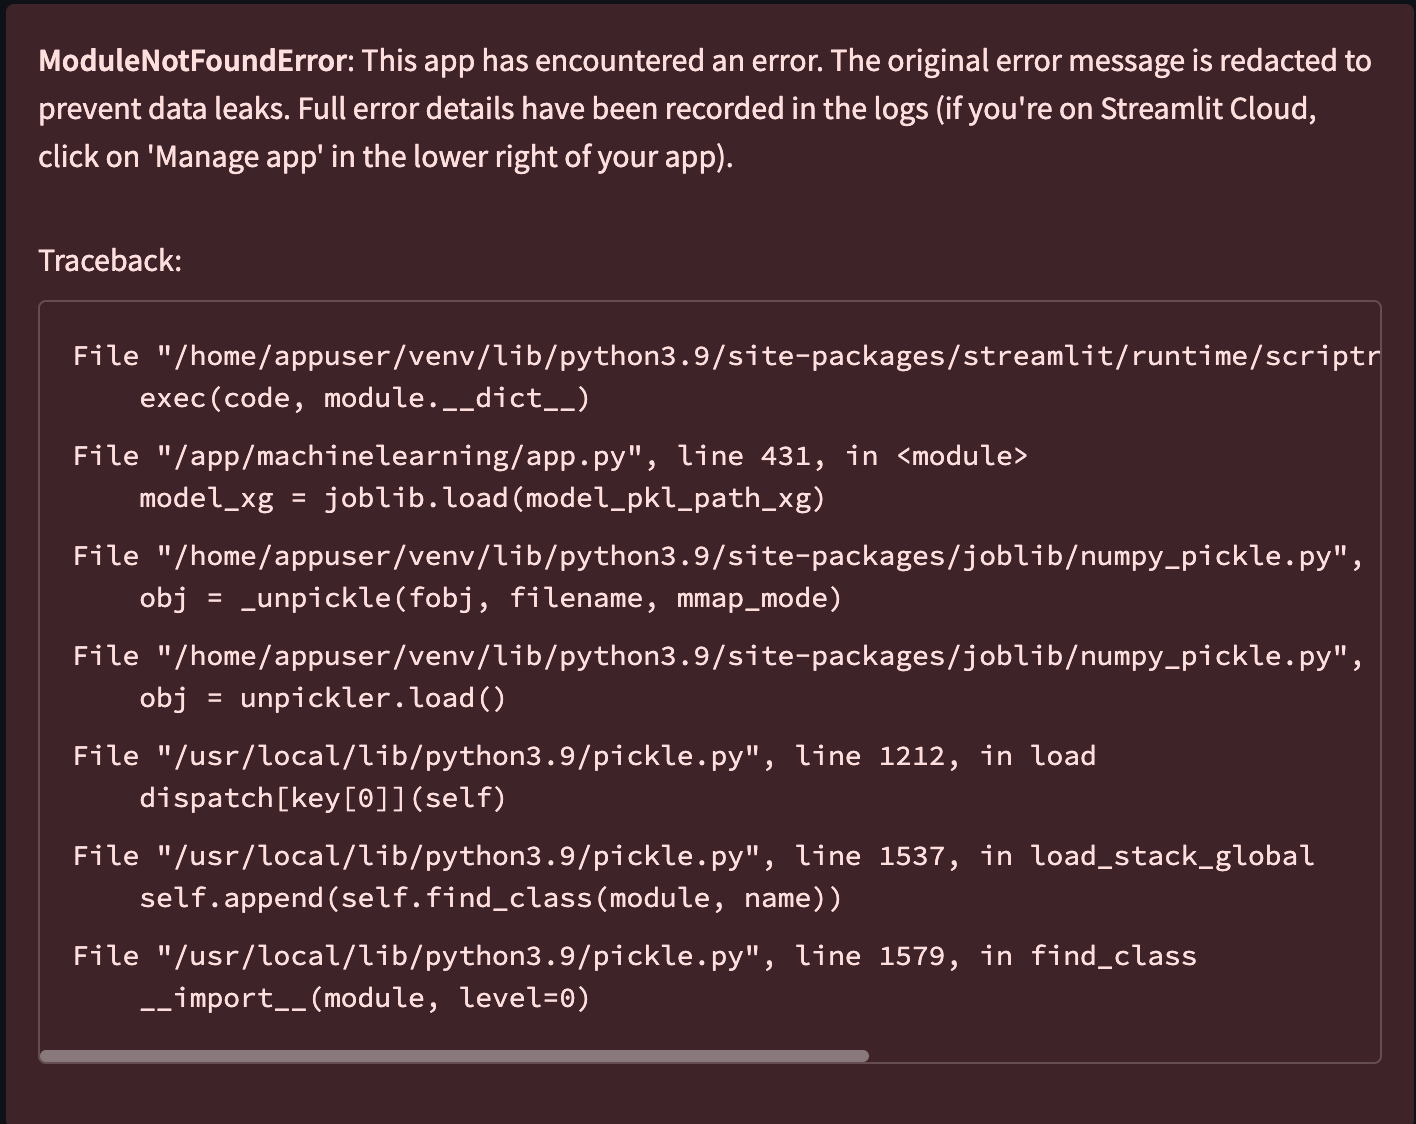 ModuleNotFoundError: This app has encountered an error. The original error message is redacted to
prevent data leaks. Full error details have been recorded in the logs (if you're on Streamlit Cloud,
click on 'Manage app' in the lower right of your app).
Traceback:
File "/home/appuser/venv/lib/python3.9/site-packages/streamlit/runtime/scriptr
    exec(code, module.__dict__)
File "/app/machinelearning/app.py", line 431, in <module>
    model_xg = joblib.load(model_pkl_path_xg)
File "/home/appuser/venv/lib/python3.9/site-packages/joblib/numpy_pickle.py",
    obj = _unpickle(fobj, filename, mmap_mode)
File "/home/appuser/venv/lib/python3.9/site-packages/joblib/numpy_pickle.py",
    obj = unpickler.load()
File "/usr/local/lib/python3.9/pickle.py", line 1212, in load
    dispatch[key[0]](self)
File "/usr/local/lib/python3.9/pickle.py", line 1537, in load_stack_global
    self.append(self.find_class(module, name))
File "/usr/local/lib/python3.9/pickle.py", line 1579, in find_class
    __import__(module, level=0)